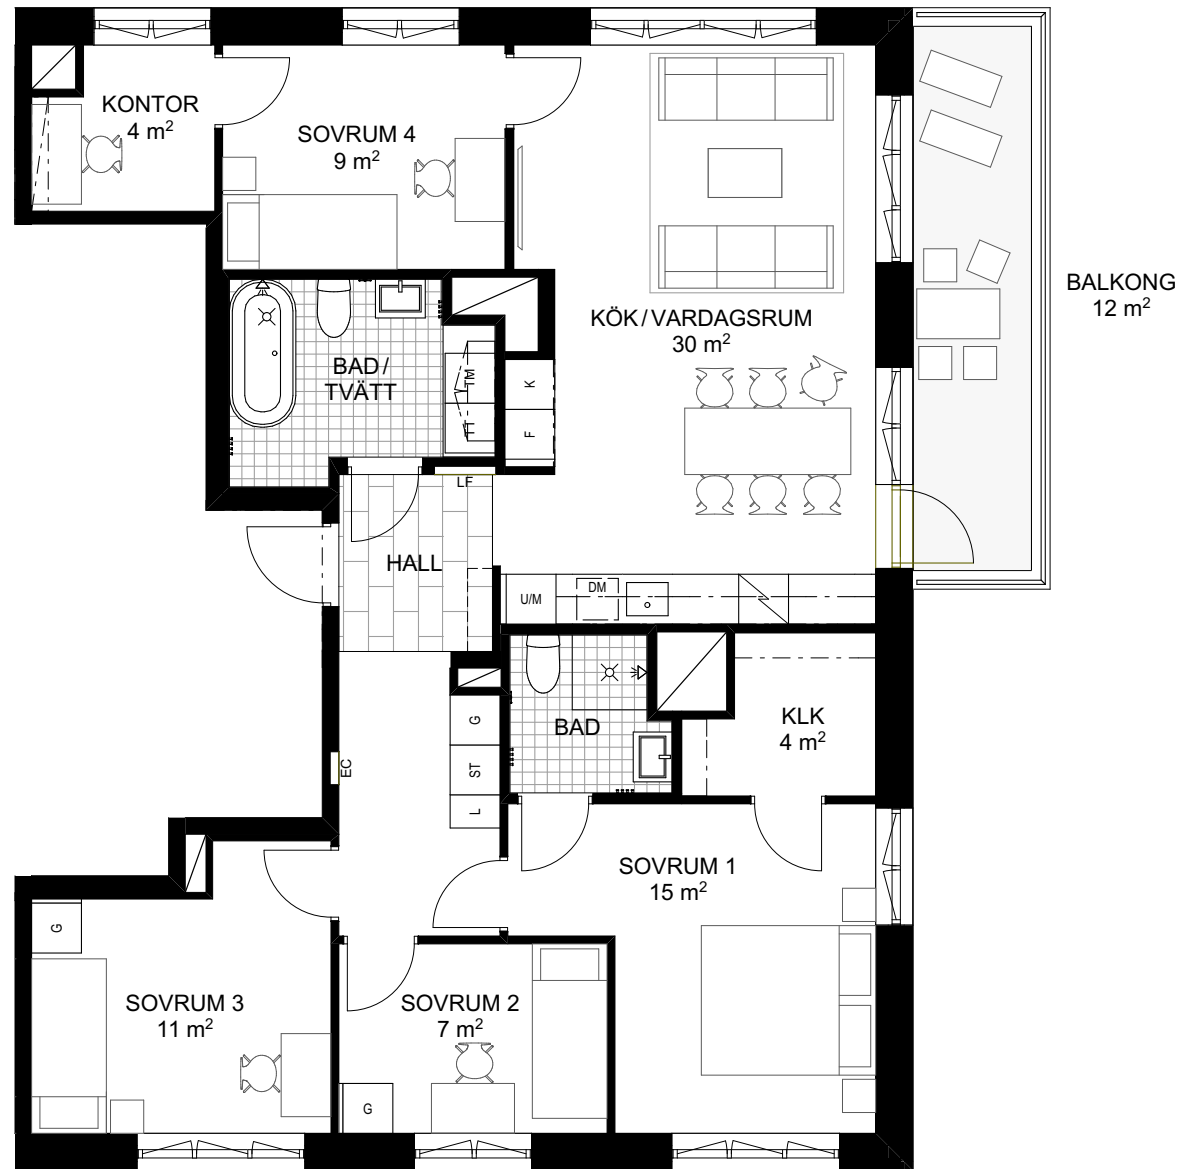 KONTOR
4 m²
SOVRUM 4
9 m²
BALKONG
12 m²
KÖK / VARDAGSRUM
30 m²
BAD /
TVÄTT
TM
TT
K
F
LF
HALL
U/M
DM
BAD
KLK
4 m²
G
ST
L
EC
SOVRUM 1
15 m²
G
SOVRUM 3
11 m²
SOVRUM 2
7 m²
G